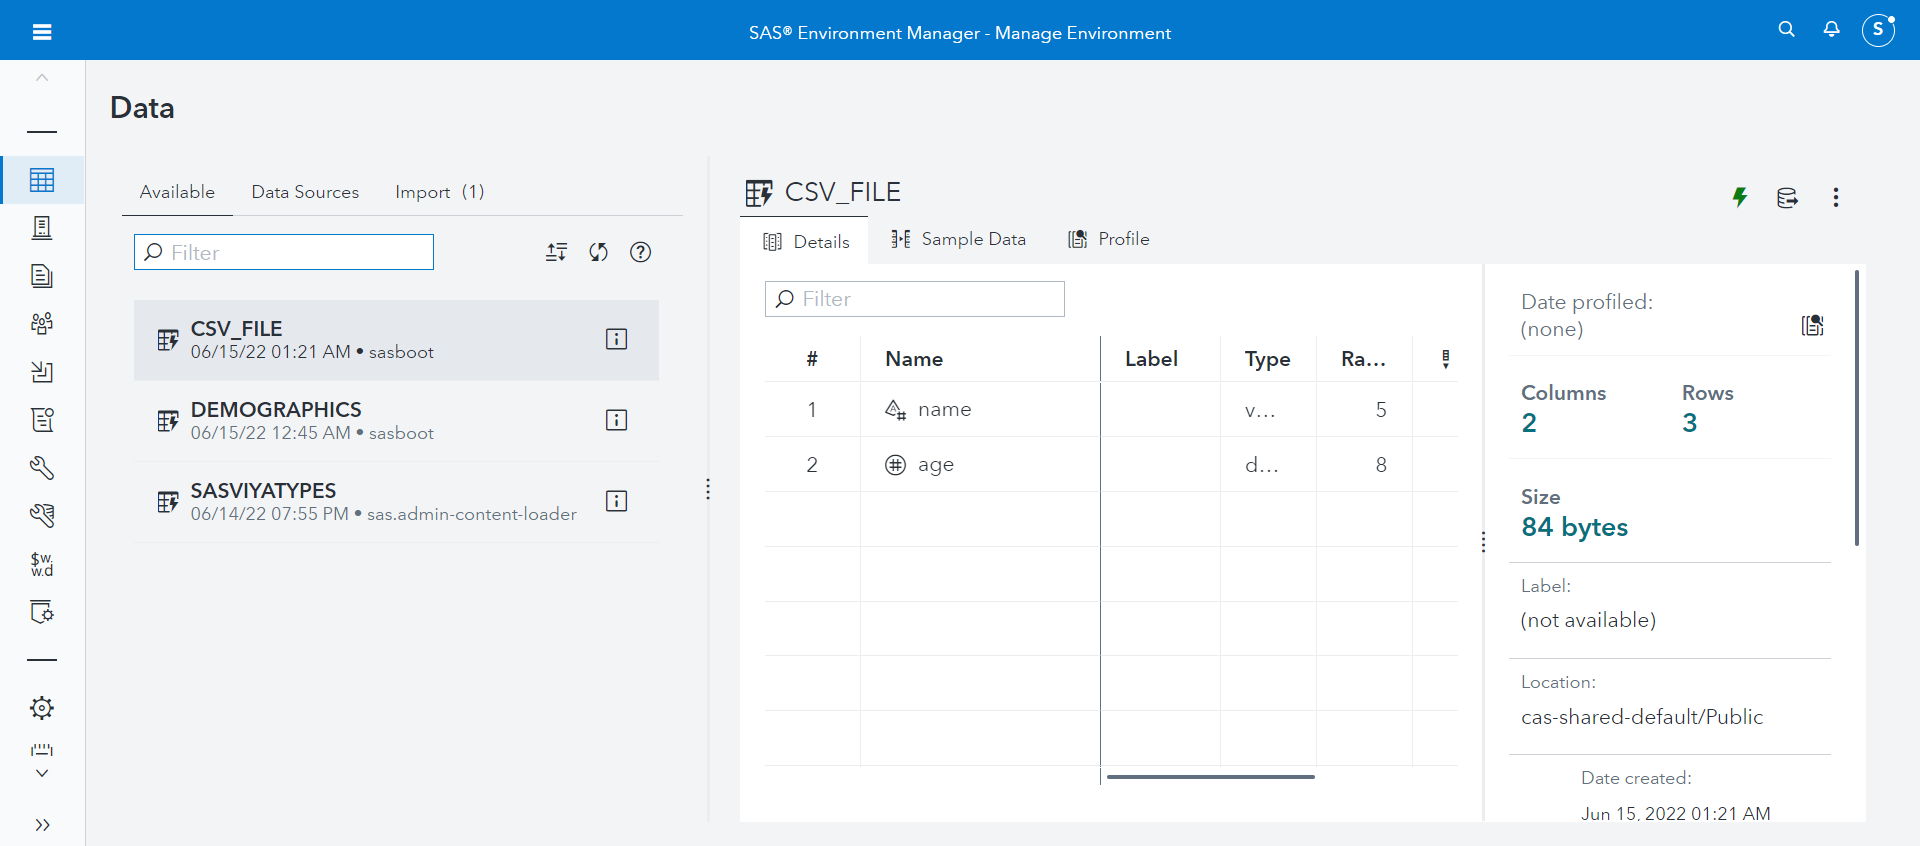 SAS® Environment Manager - Manage Environment
S
Data
Available
Data Sources
Import (1)
Filter
CSV_FILE
06/15/22 01:21 AM • sasboot
DEMOGRAPHICS
06/15/22 12:45 AM • sasboot
SASVIYATYPES
06/14/22 07:55 PM • sas.admin-content-loader
$w.
w.d
CSV_FILE
Details
Sample Data
Profile
Filter
# Name Label Type Ra...
1 name v... 5
2 age d... 8
Date profiled:
(none)
Columns Rows
2 3
Size
84 bytes
Label:
(not available)
Location:
cas-shared-default/Public
Date created:
Jun 15, 2022 01:21 AM